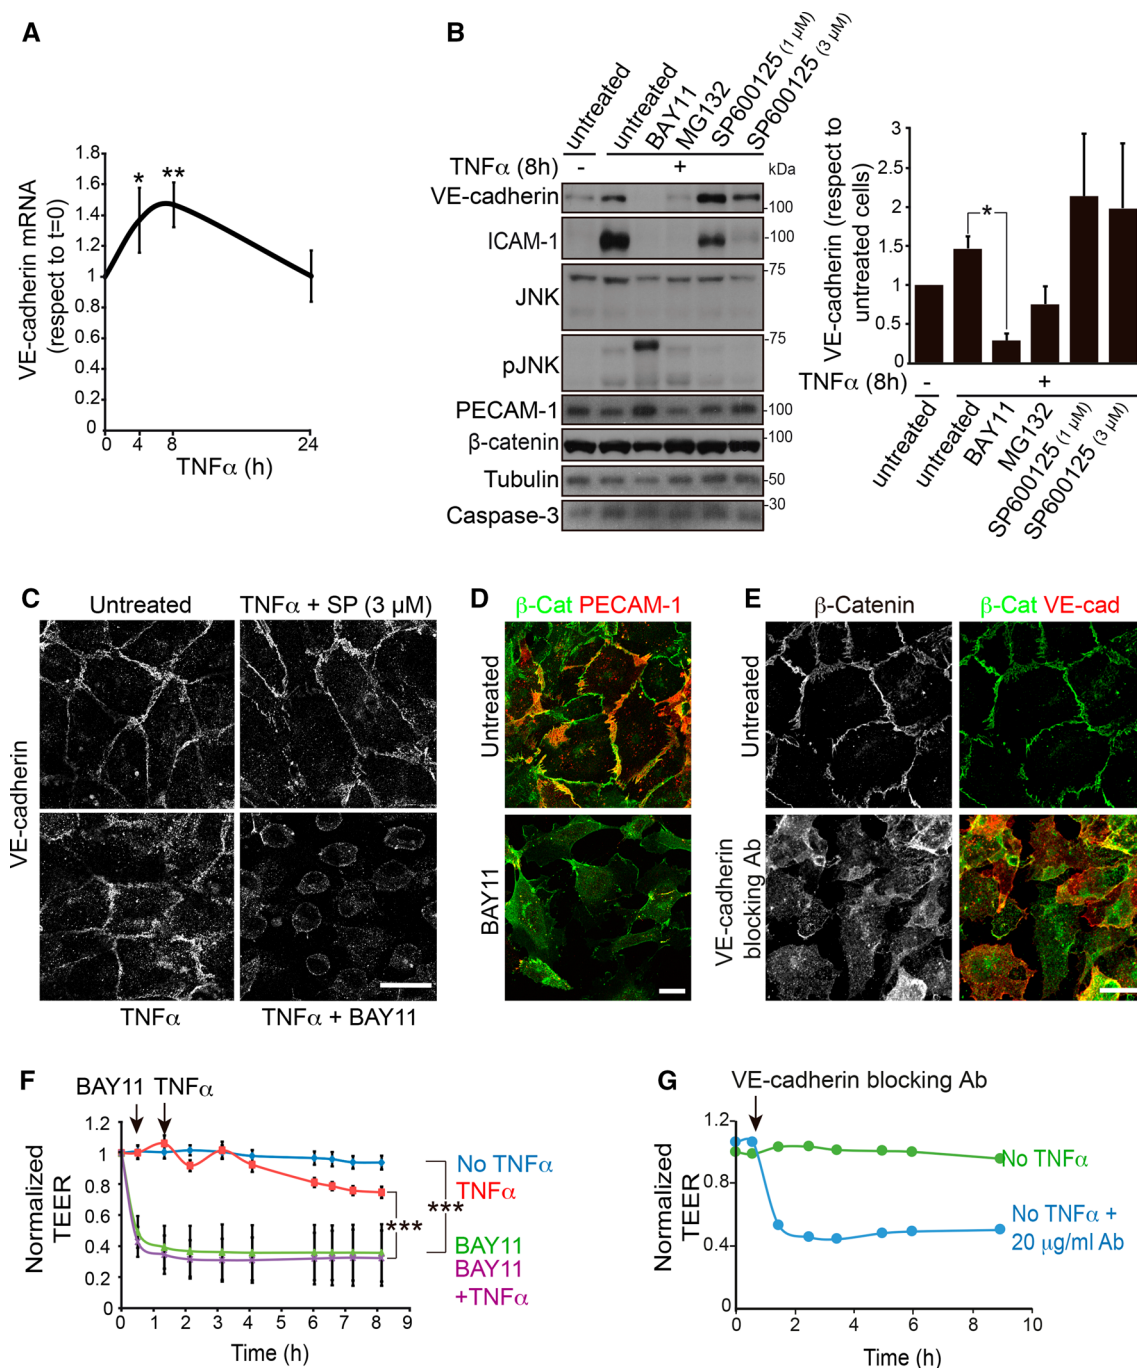 A
VE-cadherin mRNA
(respect to t=0)
1.8
1.6
1.4
1.2
1
0.8
0.6
0.4
0.2
0
*
**
0
4
8
24
TNFα (h)
B
untreated
untreated
BAY11
MG132
SP600125 (1 μM)
SP600125 (3 μM)
TNFα (8h)
-
+
kDa
VE-cadherin
-100
ICAM-1
-100
-75
JNK
-75
pJNK
PECAM-1
-100
β-catenin
-100
Tubulin
-50
-30
Caspase-3
VE-cadherin (respect to
untreated cells)
3
2.5
2
1.5
1
0.5
0
*
TNFα (8h)
-
+
untreated
untreated
BAY11
MG132
SP600125 (1 μM)
SP600125 (3 μM)
C
Untreated
TNFα + SP (3 μM)
VE-cadherin
TNFα
TNFα + BAY11
D
β-Cat PECAM-1
Untreated
BAY11
E
β-Catenin
β-Cat VE-cad
Untreated
VE-cadherin
blocking Ab
F
BAY11
TNFα
Normalized
TEER
1.2
1
0.8
0.6
0.4
0.2
0
0 1 2 3 4 5 6 7 8 9
Time (h)
No TNFα
TNFα
***
***
BAY11
BAY11
+TNFα
G
VE-cadherin blocking Ab
Normalized
TEER
1.2
0.8
0.4
0
0 2 4 6 8 10
Time (h)
No TNFα
No TNFα +
20 μg/ml Ab